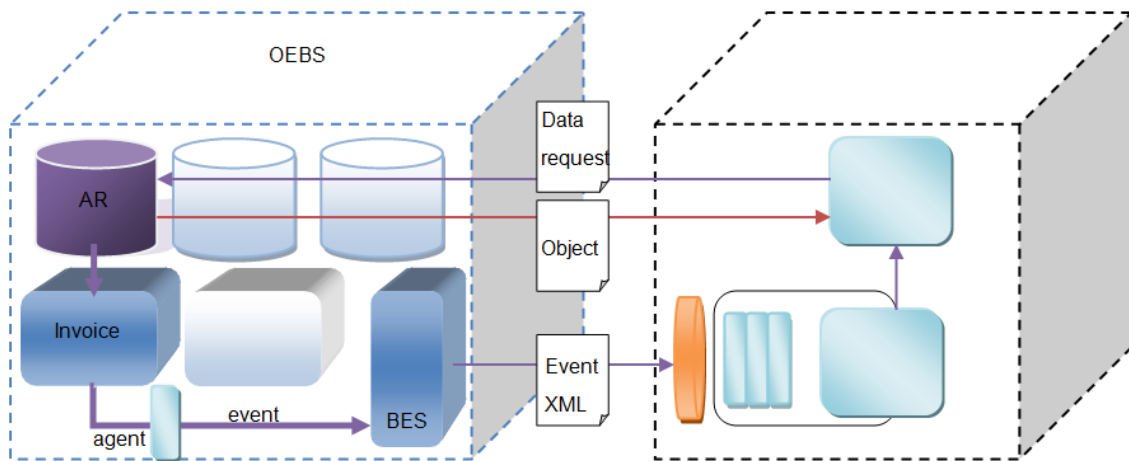 OEBS
Data
request
AR
Object
Invoice
Event
XML
BES
event
agent